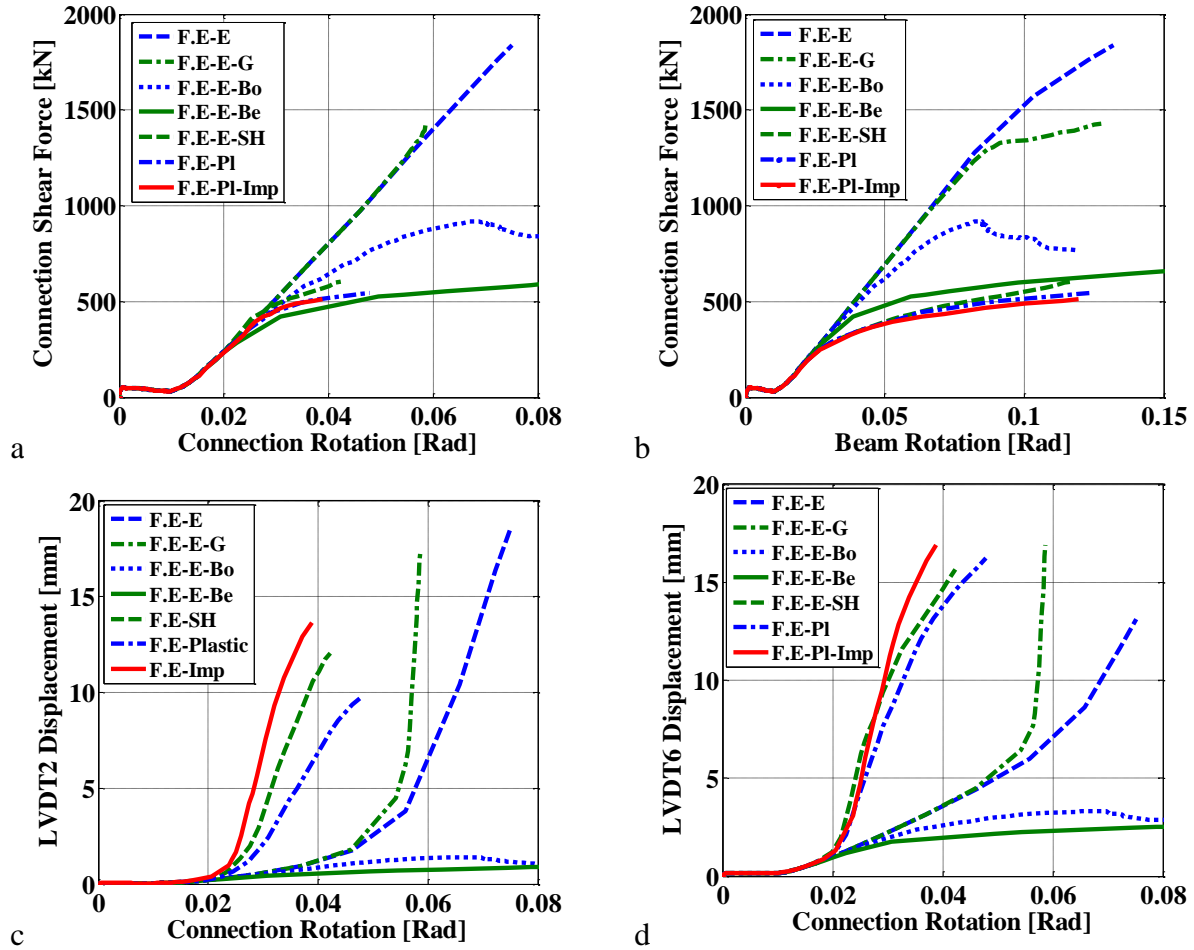 2000
1500
1000
500
0
Connection Shear Force [kN]
F.E-E
F.E-E-G
F.E-E-Bo
F.E-E-Be
F.E-E-SH
F.E-Pl
F.E-Pl-Imp
0 0.02 0.04 0.06 0.08
Connection Rotation [Rad]
a
2000
1500
1000
500
0
Connection Shear Force [kN]
F.E-E
F.E-E-G
F.E-E-Bo
F.E-E-Be
F.E-E-SH
F.E-Pl
F.E-Pl-Imp
0 0.05 0.1 0.15
Beam Rotation [Rad]
b
20
15
10
5
0
LVDT2 Displacement [mm]
F.E-E
F.E-E-G
F.E-E-Bo
F.E-E-Be
F.E-SH
F.E-Plastic
F.E-Imp
0 0.02 0.04 0.06 0.08
Connection Rotation [Rad]
c
20
15
10
5
0
LVDT6 Displacement [mm]
F.E-E
F.E-E-G
F.E-E-Bo
F.E-E-Be
F.E-E-SH
F.E-Pl
F.E-Pl-Imp
0 0.02 0.04 0.06 0.08
Connection Rotation [Rad]
d